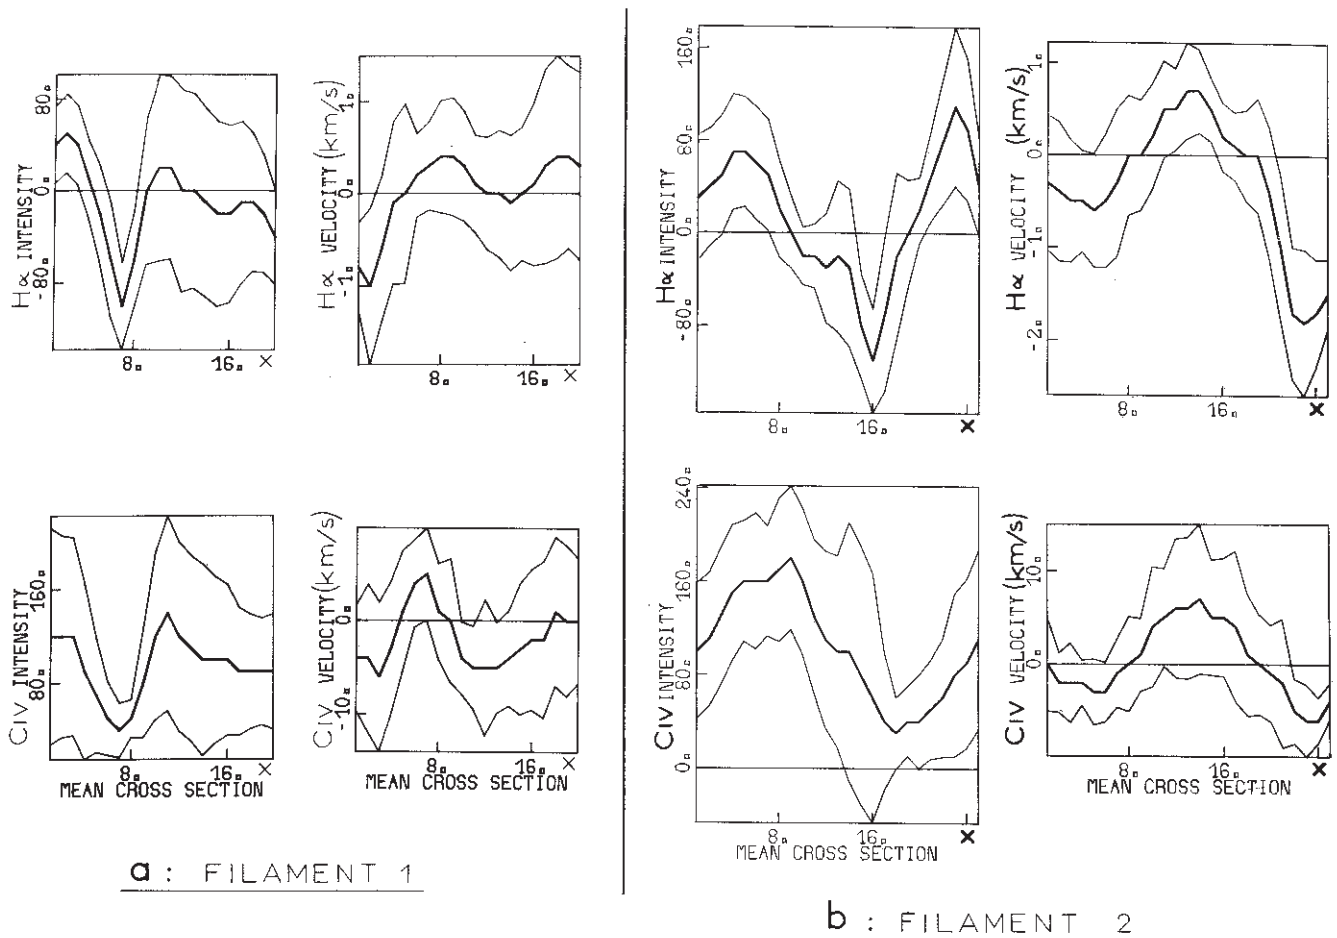 Hα INTENSITY
80.
0.
-80.
8.
16.
X
Hα VELOCITY (km/s)
1.
0.
-1.
8.
16.
X
CIV INTENSITY
160.
80.
8.
16.
X
MEAN CROSS SECTION
CIV VELOCITY (km/s)
0.
-10.
8.
16.
X
MEAN CROSS SECTION
a : FILAMENT 1
Hα INTENSITY
160.
80.
0.
-80.
8.
16.
X
Hα VELOCITY (km/s)
1.
0.
-1.
-2.
8.
16.
X
CIV INTENSITY
240.
160.
80.
0.
8.
16.
X
MEAN CROSS SECTION
CIV VELOCITY (km/s)
10.
0.
8.
16.
X
MEAN CROSS SECTION
b : FILAMENT 2